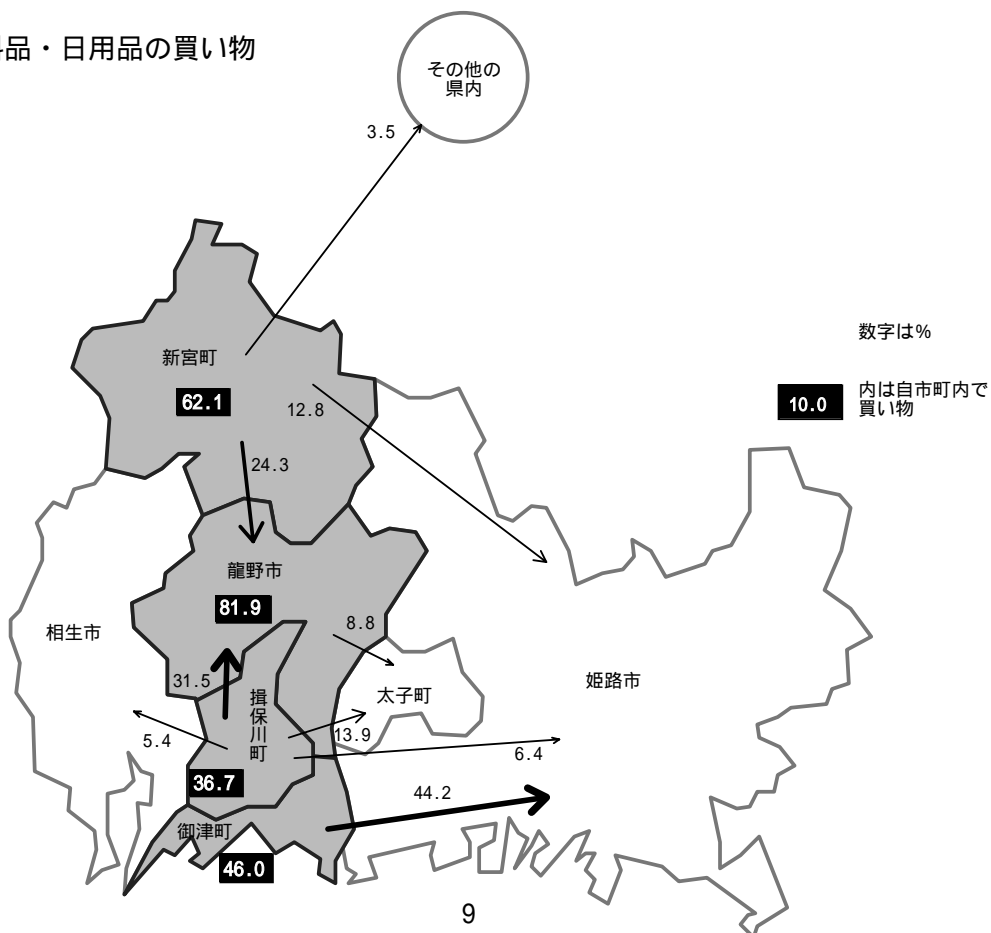 品・日用品の買い物
その他の
県内
3.5
新宮町
62.1
12.8
24.3
数字は%
10.0
内は自市町内で
買い物
龍野市
81.9
8.8
相生市
31.5
揖保川町
太子町
姫路市
13.9
5.4
6.4
36.7
44.2
御津町
46.0
9